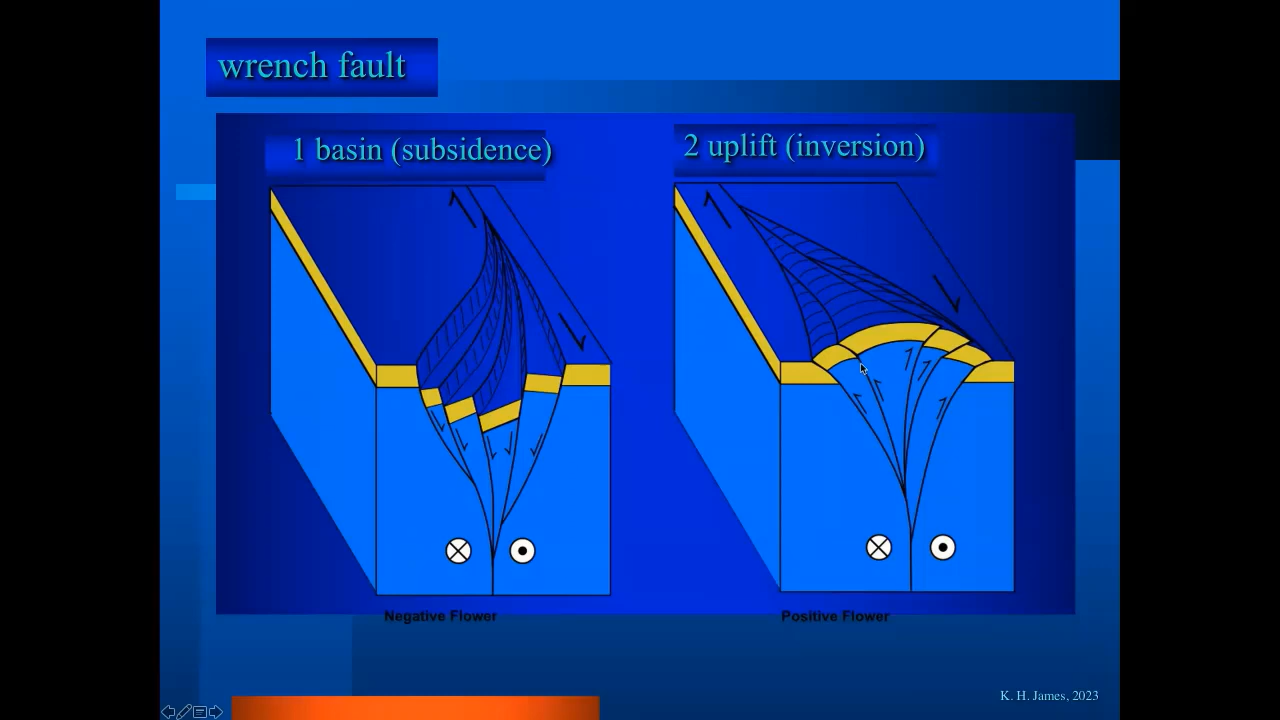 wrench fault
1 basin (subsidence)
2 uplift (inversion)
Negative Flower
Positive Flower
K. H. James, 2023